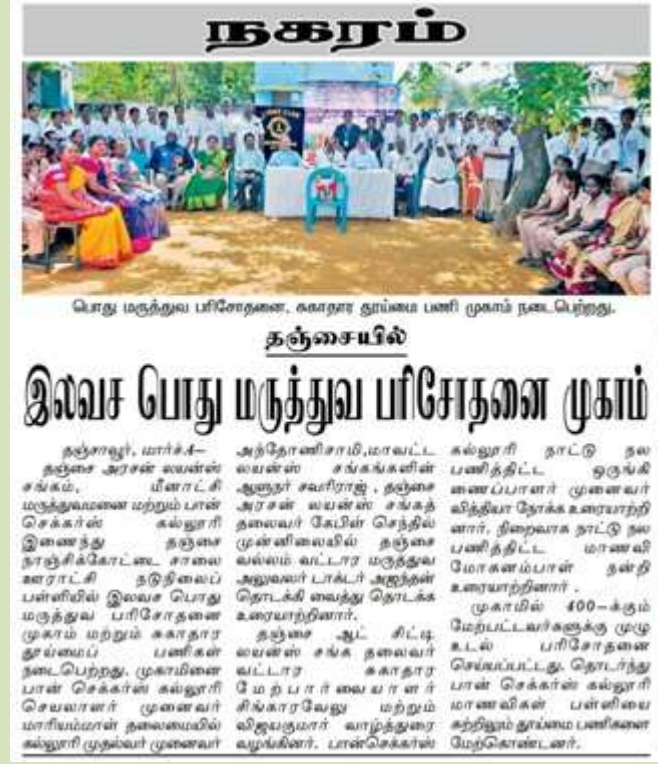 நகரம்
பொது மருத்துவ பரிசோதனை, சுகாதார தூய்மை பணி முகாம் நடைபெற்றது.
தஞ்சையில்
இலவச பொது மருத்துவ பரிசோதனை முகாம்
தஞ்சாவூர், மார்ச்.4–
தஞ்சை அரசன் லயன்ஸ்
சங்கம், மீனாட்சி
மருத்துவமனை மற்றும் பான்
செக்கர்ஸ் கல்லூரி
இணைந்து தஞ்சை
நாஞ்சிக்கோட்டை சாலை
ஊராட்சி நடுநிலைப்
பள்ளியில் இலவச பொது
மருத்துவ பரிசோதனை
முகாம் மற்றும் சுகாதார
தூய்மைப் பணிகள்
நடைபெற்றது. முகாமினை
பான் செக்கர்ஸ் கல்லூரி
செயலாளர் முனைவர்
மாரியம்மாள் தலைமையில்
கல்லூரி முதல்வர் முனைவர்
அந்தோணிசாமி,மாவட்ட
லயன்ஸ் சங்கங்களின்
ஆளுநர் சவரிராஜ் , தஞ்சை
அரசன் லயன்ஸ் சங்கத்
தலைவர் கேபிள் செந்தில்
முன்னிலையில் தஞ்சை
வல்லம் வட்டார மருத்துவ
அலுவலர் டாக்டர் அஜந்தன்
தொடக்கி வைத்து தொடக்க
உரையாற்றினார்.
தஞ்சை ஆட் சிட்டி
லயன்ஸ் சங்க தலைவர்
வட்டார சுகாதார
மேற்பார்வையாளர்
சிங்காரவேலு மற்றும்
விஜயகுமார் வாழ்த்துரை
வழங்கினர். பான்செக்கர்ஸ்
கல்லூரி நாட்டு நல
பணித்திட்ட ஒருங்கி
ணைப்பாளர் முனைவர்
வித்தியா நோக்க உரையாற்றி
னார். நிறைவாக நாட்டு நல
பணித்திட்ட மாணவி
மோகனம்பாள் நன்றி
உரையாற்றினார் .
முகாமில் 400–க்கும்
மேற்பட்டவர்களுக்கு முழு
உடல் பரிசோதனை
செய்யப்பட்டது. தொடர்ந்து
பான் செக்கர்ஸ் கல்லூரி
மாணவிகள் பள்ளியை
சுற்றிலும் தூய்மை பணிகளை
மேற்கொண்டனர்.